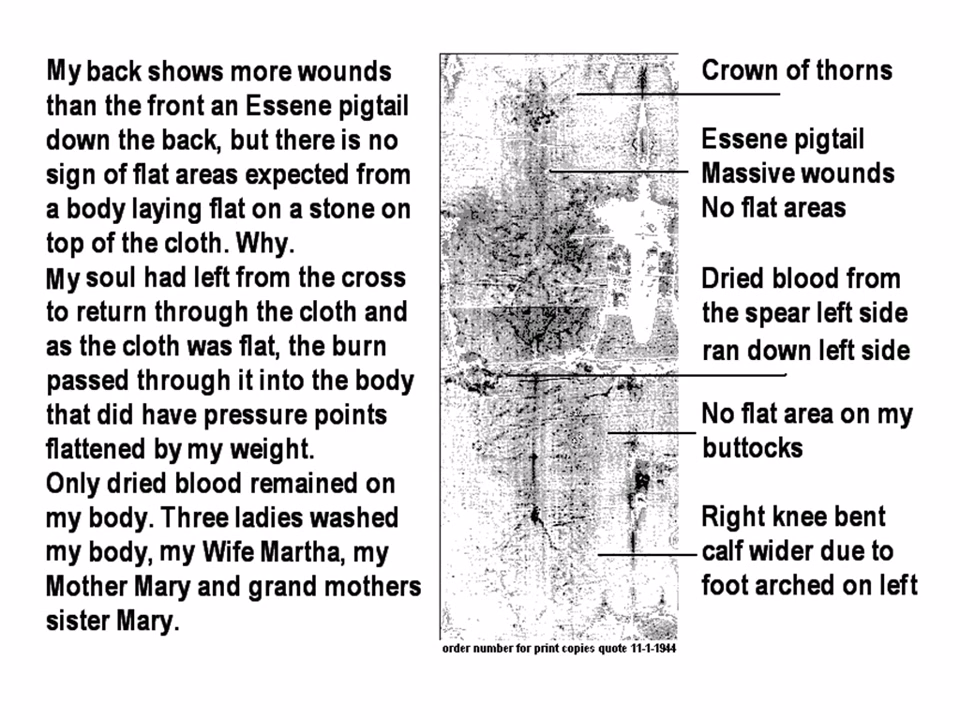 My back shows more wounds
than the front an Essene pigtail
down the back, but there is no
sign of flat areas expected from
a body laying flat on a stone on
top of the cloth. Why.
My soul had left from the cross
to return through the cloth and
as the cloth was flat, the burn
passed through it into the body
that did have pressure points
flattened by my weight.
Only dried blood remained on
my body. Three ladies washed
my body, my Wife Martha, my
Mother Mary and grand mothers
sister Mary.
Crown of thorns
Essene pigtail
Massive wounds
No flat areas
Dried blood from
the spear left side
ran down left side
No flat area on my
buttocks
Right knee bent
calf wider due to
foot arched on left
order number for print copies quote 11-1-1944